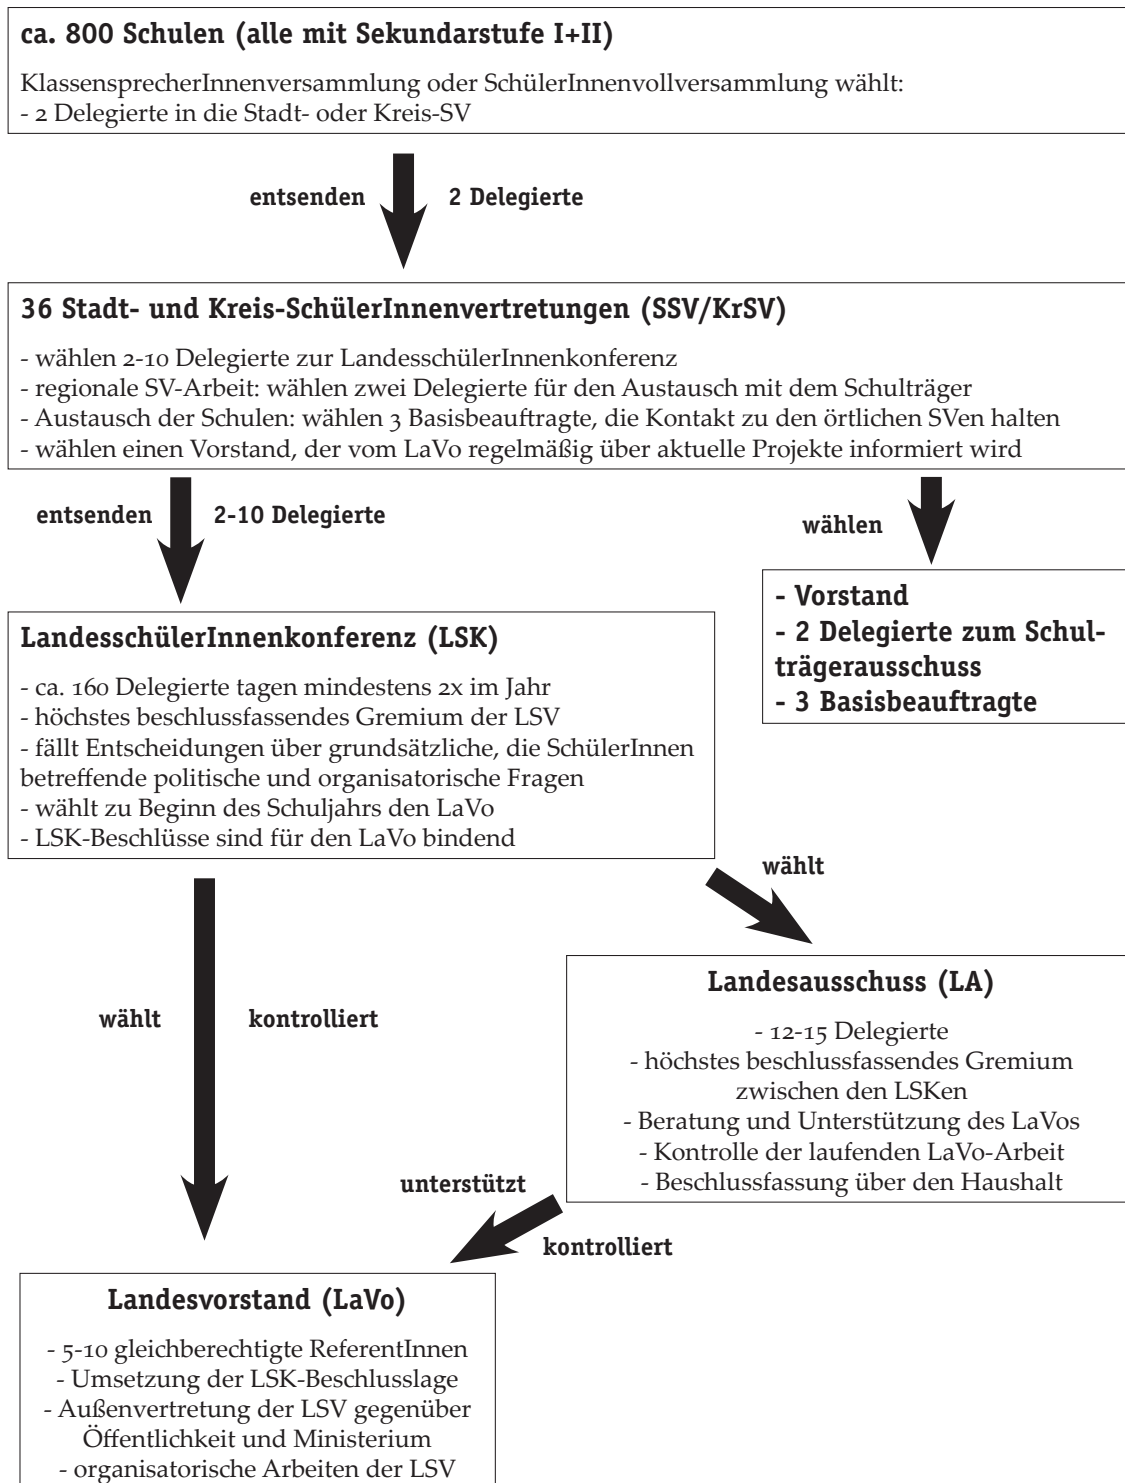 ca. 800 Schulen (alle mit Sekundarstufe I+II)
KlassensprecherInnenversammlung oder SchülerInnenvollversammlung wählt:
- 2 Delegierte in die Stadt- oder Kreis-SV
entsenden 2 Delegierte
36 Stadt- und Kreis-SchülerInnenvertretungen (SSV/KrSV)
- wählen 2-10 Delegierte zur LandesschülerInnenkonferenz
- regionale SV-Arbeit: wählen zwei Delegierte für den Austausch mit dem Schulträger
- Austausch der Schulen: wählen 3 Basisbeauftragte, die Kontakt zu den örtlichen SVen halten
- wählen einen Vorstand, der vom LaVo regelmäßig über aktuelle Projekte informiert wird
entsenden 2-10 Delegierte
wählen
- Vorstand
- 2 Delegierte zum Schul-
trägerausschuss
- 3 Basisbeauftragte
LandesschülerInnenkonferenz (LSK)
- ca. 160 Delegierte tagen mindestens 2x im Jahr
- höchstes beschlussfassendes Gremium der LSV
- fällt Entscheidungen über grundsätzliche, die SchülerInnen
betreffende politische und organisatorische Fragen
- wählt zu Beginn des Schuljahrs den LaVo
- LSK-Beschlüsse sind für den LaVo bindend
wählt
wählt kontrolliert
Landesausschuss (LA)
- 12-15 Delegierte
- höchstes beschlussfassendes Gremium
zwischen den LSKen
- Beratung und Unterstützung des LaVos
- Kontrolle der laufenden LaVo-Arbeit
- Beschlussfassung über den Haushalt
unterstützt
kontrolliert
Landesvorstand (LaVo)
- 5-10 gleichberechtigte ReferentInnen
- Umsetzung der LSK-Beschlusslage
- Außenvertretung der LSV gegenüber
Öffentlichkeit und Ministerium
- organisatorische Arbeiten der LSV